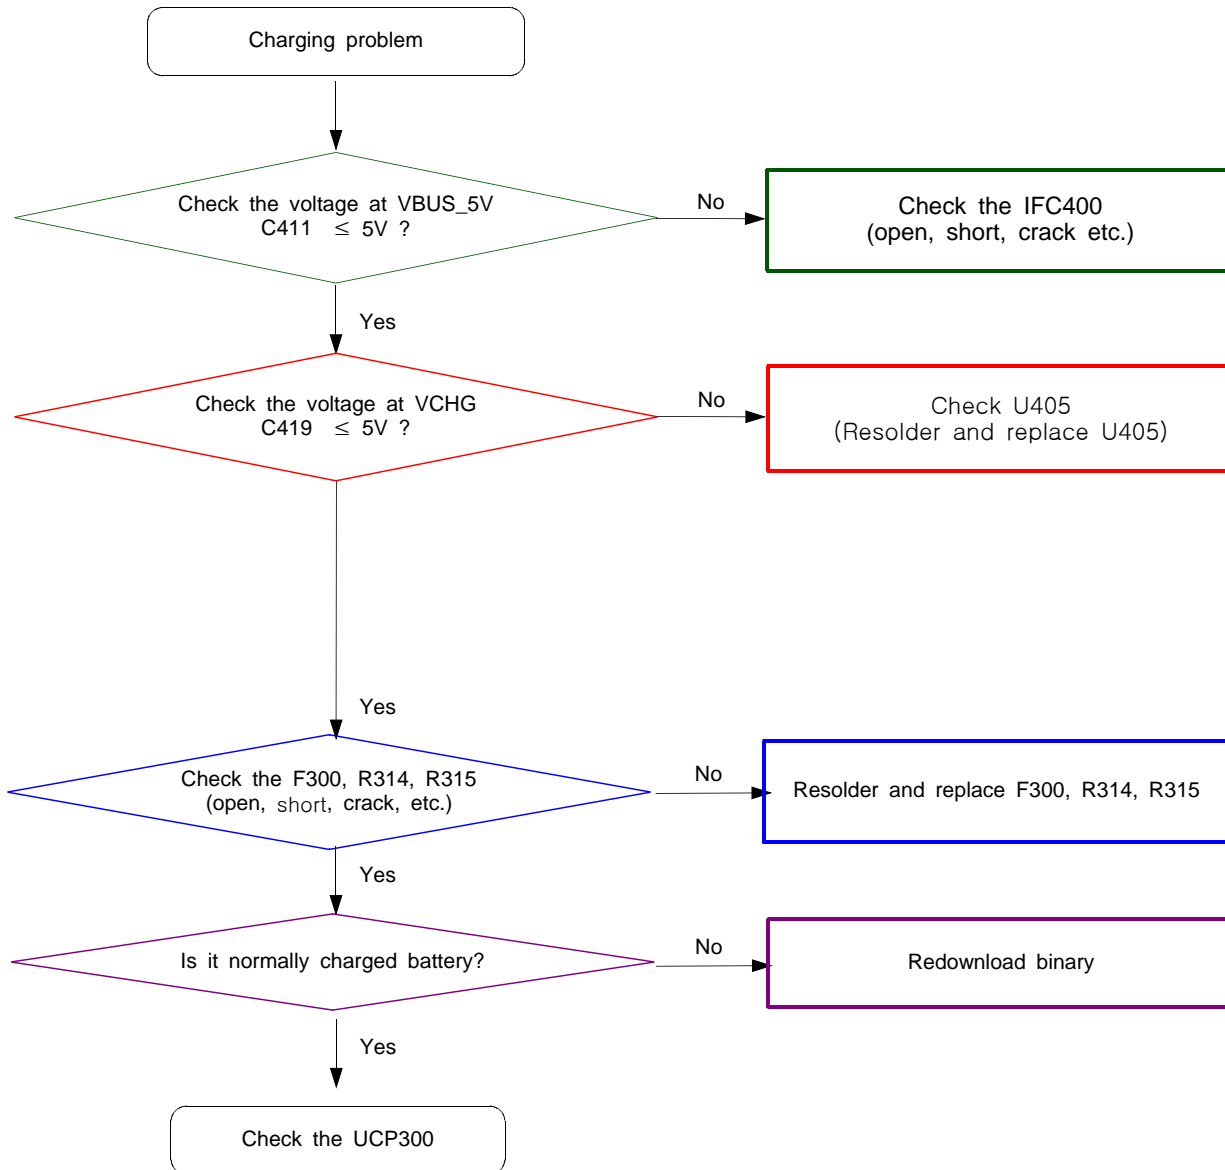 Charging problem
Check the voltage at VBUS_5V
C411 ≤ 5V ?
No
Check the IFC400
(open, short, crack etc.)
Yes
Check the voltage at VCHG
C419 ≤ 5V ?
No
Check U405
(Resolder and replace U405)
Yes
Check the F300, R314, R315
(open, short, crack, etc.)
No
Resolder and replace F300, R314, R315
Yes
Is it normally charged battery?
No
Redownload binary
Yes
Check the UCP300